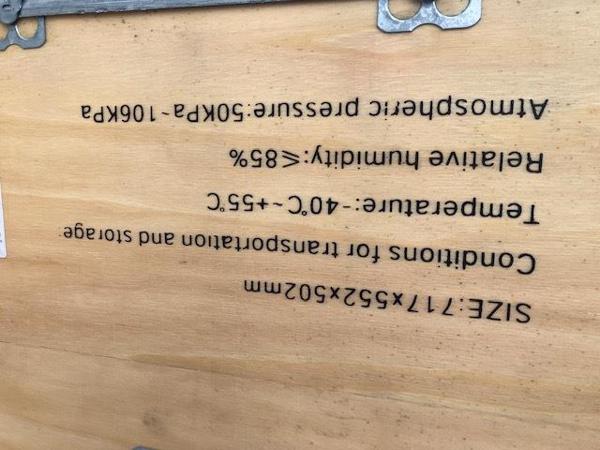 SIZE:717x552x502mm
Conditions for transportation and storage:
Temperature:-40℃~+55℃
Relative humidity:≤85%
Atmospheric pressure:50KPa~106KPa